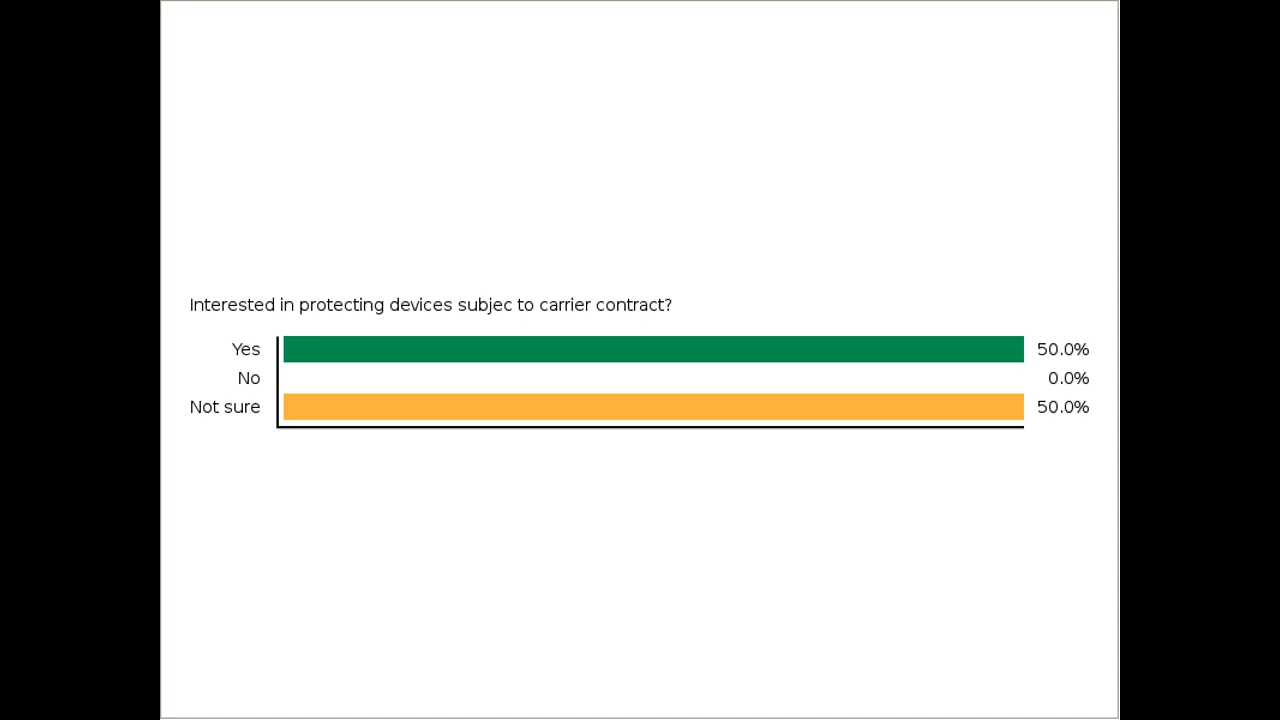 Interested in protecting devices subjec to carrier contract?
Yes 50.0%
No 0.0%
Not sure 50.0%